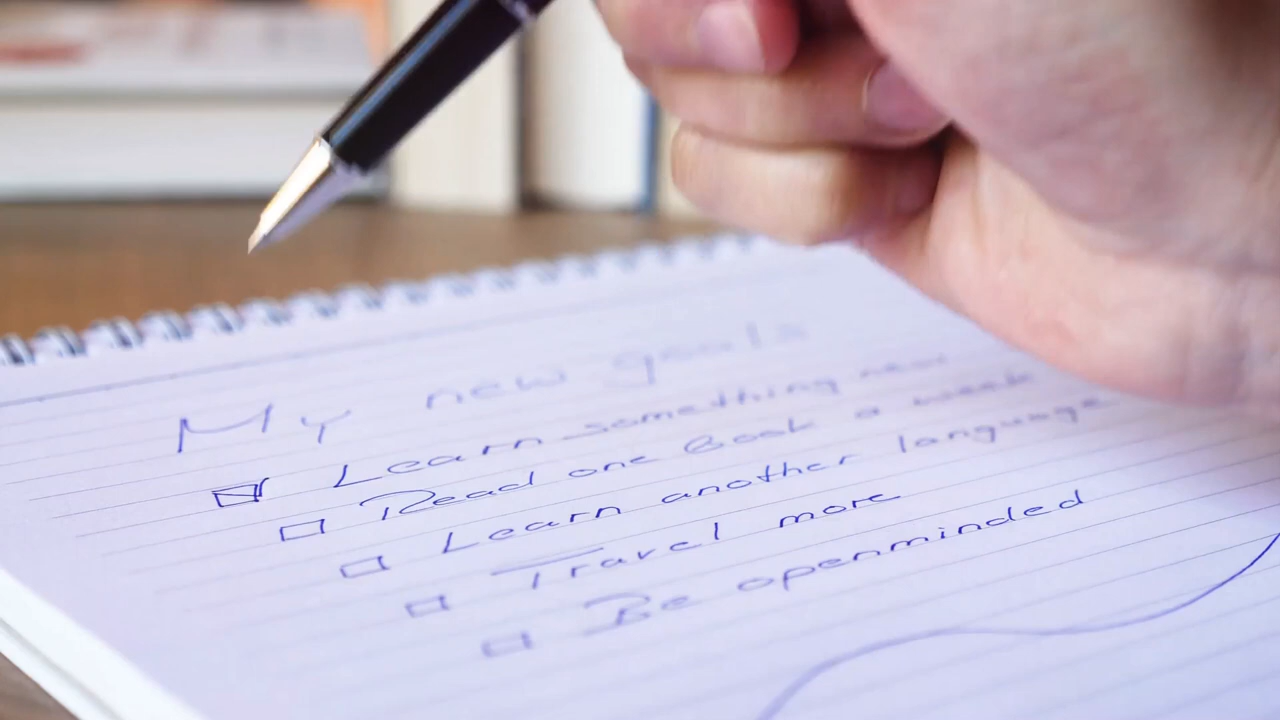 My new goals
Learn something new
Read one Book a week
Learn another language
Travel more
Be openminded